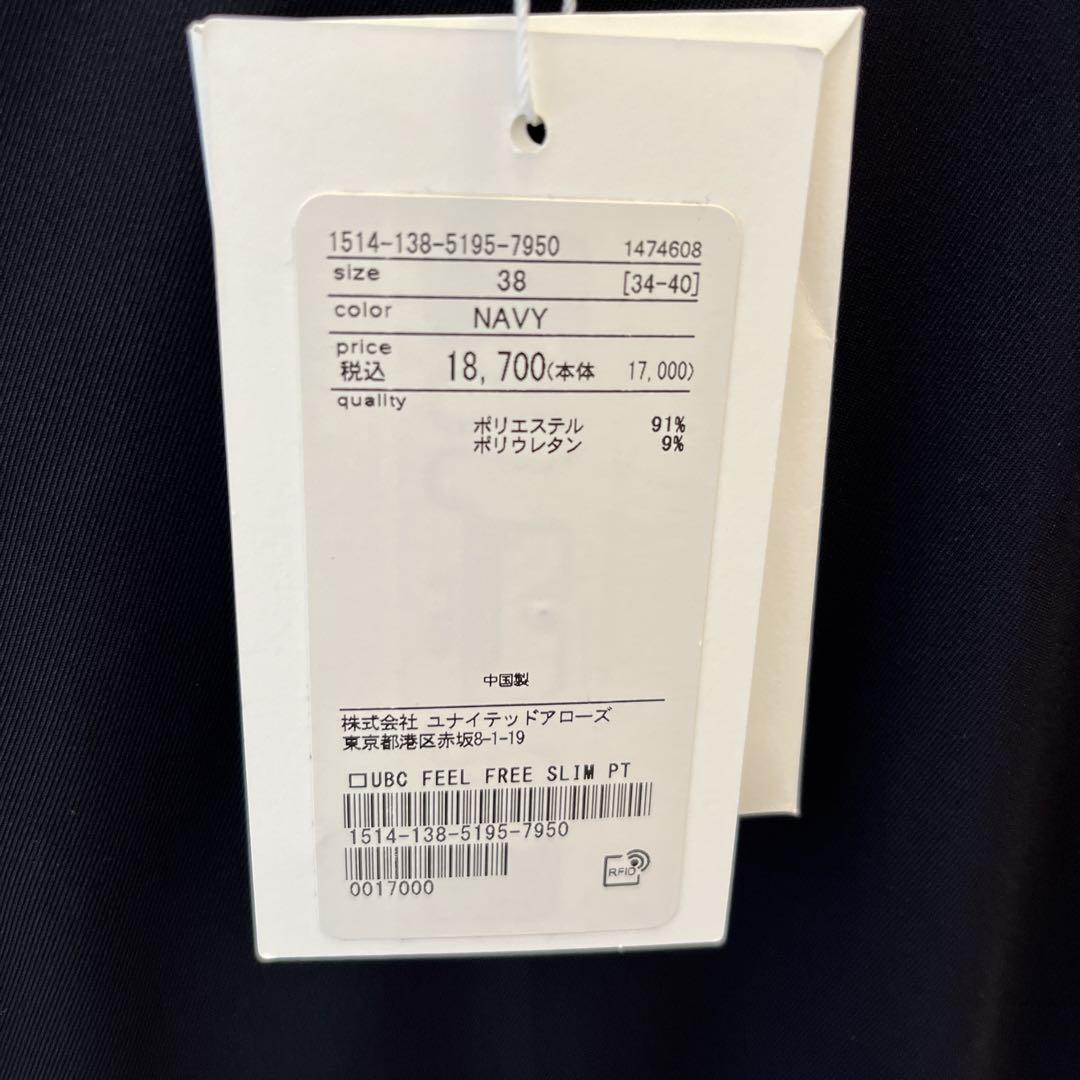 1514-138-5195-7950 1474608
size 38 [34-40]
color NAVY
price
税込 18,700(本体 17,000)
quality
ポリエステル 91%
ポリウレタン 9%
中国製
株式会社 ユナイテッドアローズ
東京都港区赤坂8-1-19
□UBC FEEL FREE SLIM PT
1514-138-5195-7950
0017000
RFID